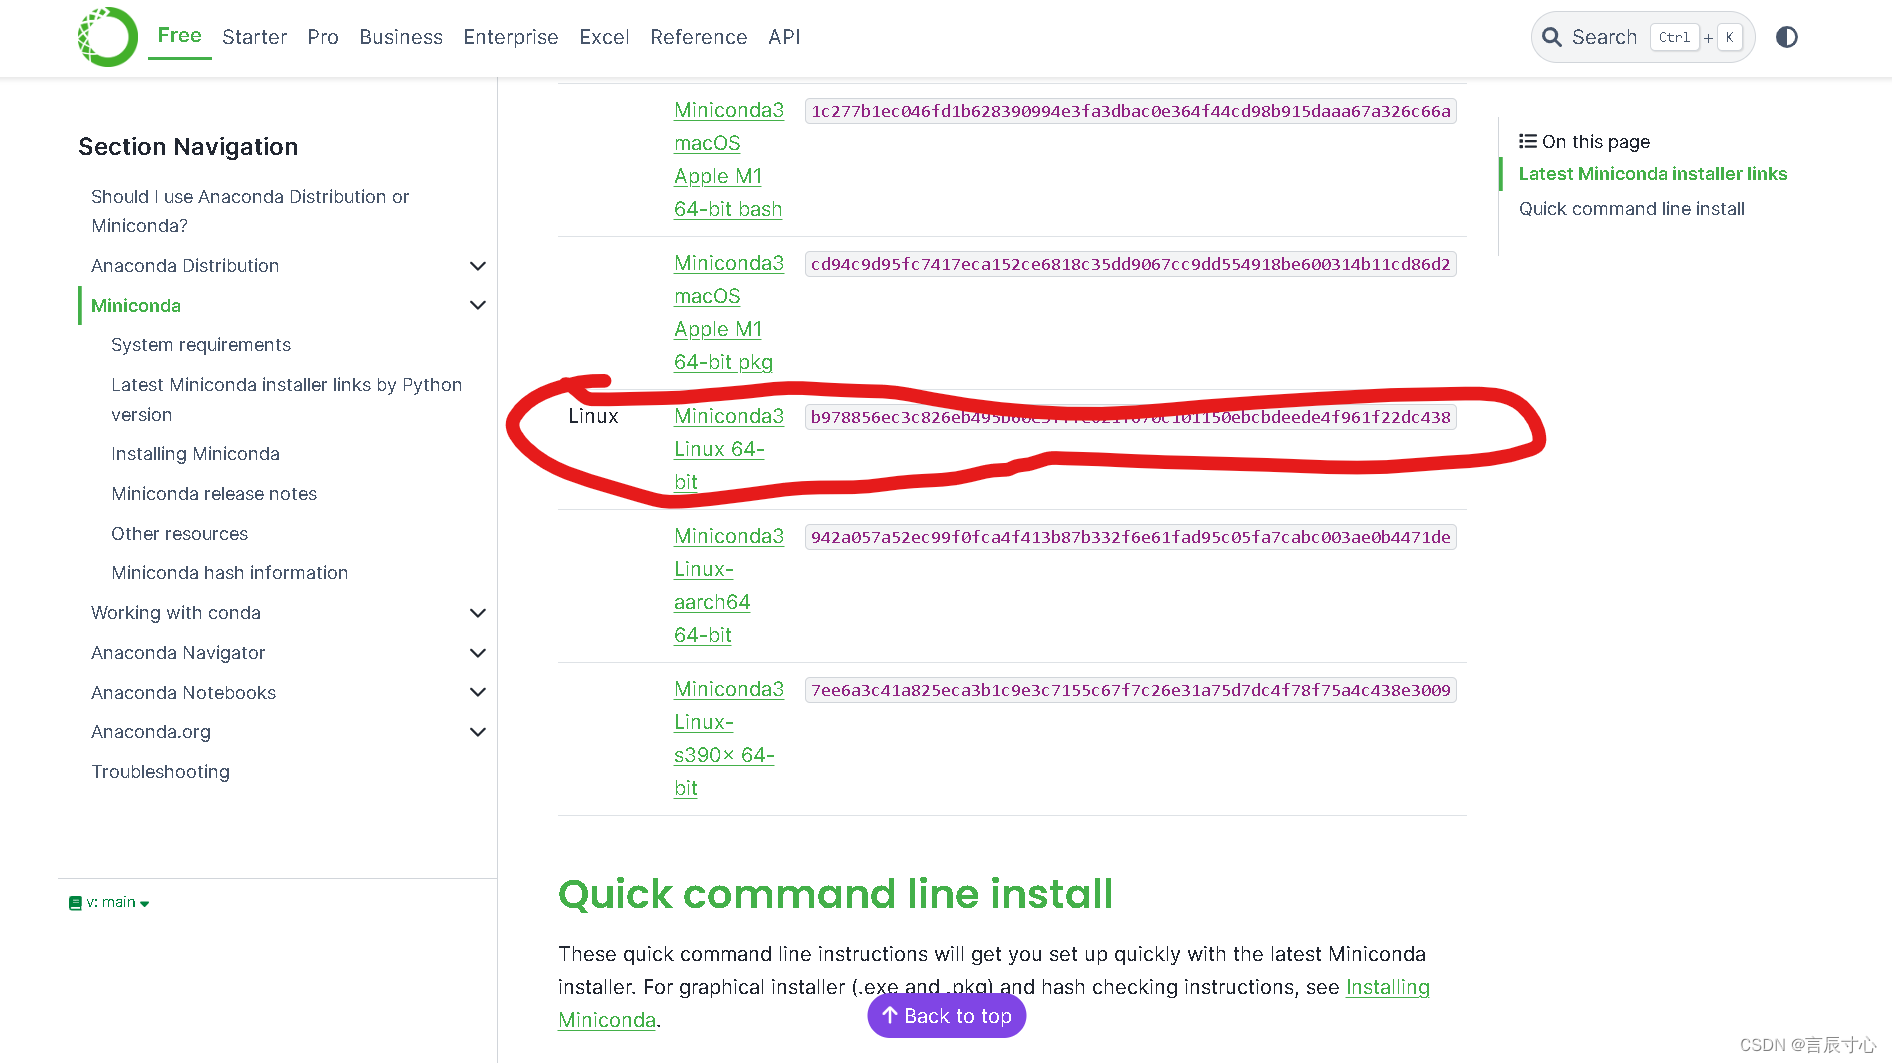 Free Starter Pro Business Enterprise Excel Reference API
Search Ctrl + K
Section Navigation
Should I use Anaconda Distribution or
Miniconda?
Anaconda Distribution
Miniconda
System requirements
Latest Miniconda installer links by Python
version
Installing Miniconda
Miniconda release notes
Other resources
Miniconda hash information
Working with conda
Anaconda Navigator
Anaconda Notebooks
Anaconda.org
Troubleshooting
v: main
Miniconda3 1c277b1ec046fd1b628390994e3fa3dbac0e364f44cd98b915daaa67a326c66a
macOS
Apple M1
64-bit bash
Miniconda3 cd94c9d95fc7417eca152ce6818c35dd9067cc9dd554918be600314b11cd86d2
macOS
Apple M1
64-bit pkg
Linux Miniconda3
Linux 64-
bit
Miniconda3 942a057a52ec99f0fca4f413b87b332f6e61fad95c05fa7cabc003ae0b4471de
Linux-
aarch64
64-bit
Miniconda3 7ee6a3c41a825eca3b1c9e3c7155c67f7c26e31a75d7dc4f78f75a4c438e3009
Linux-
s390x 64-
bit
Quick command line install
These quick command line instructions will get you set up quickly with the latest Miniconda
installer. For graphical installer (.exe and .pkg) and hash checking instructions, see Installing
Miniconda.
Back to top
On this page
Latest Miniconda installer links
Quick command line install
CSDN @言辰寸心